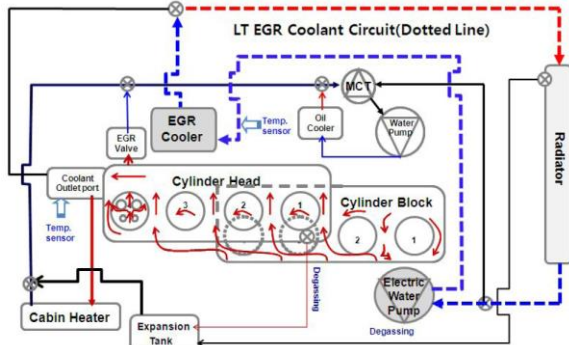 LT EGR Coolant Circuit(Dotted Line)
MCT
EGR
Cooler
Temp.
sensor
Oil
Cooler
Water
Pump
EGR
Valve
Radiator
Coolant
Outlet port
Cylinder Head
3
2
1
Cylinder Block
2
1
Temp.
sensor
Degassing
Electric
Water
Pump
Degassing
Cabin Heater
Expansion
Tank